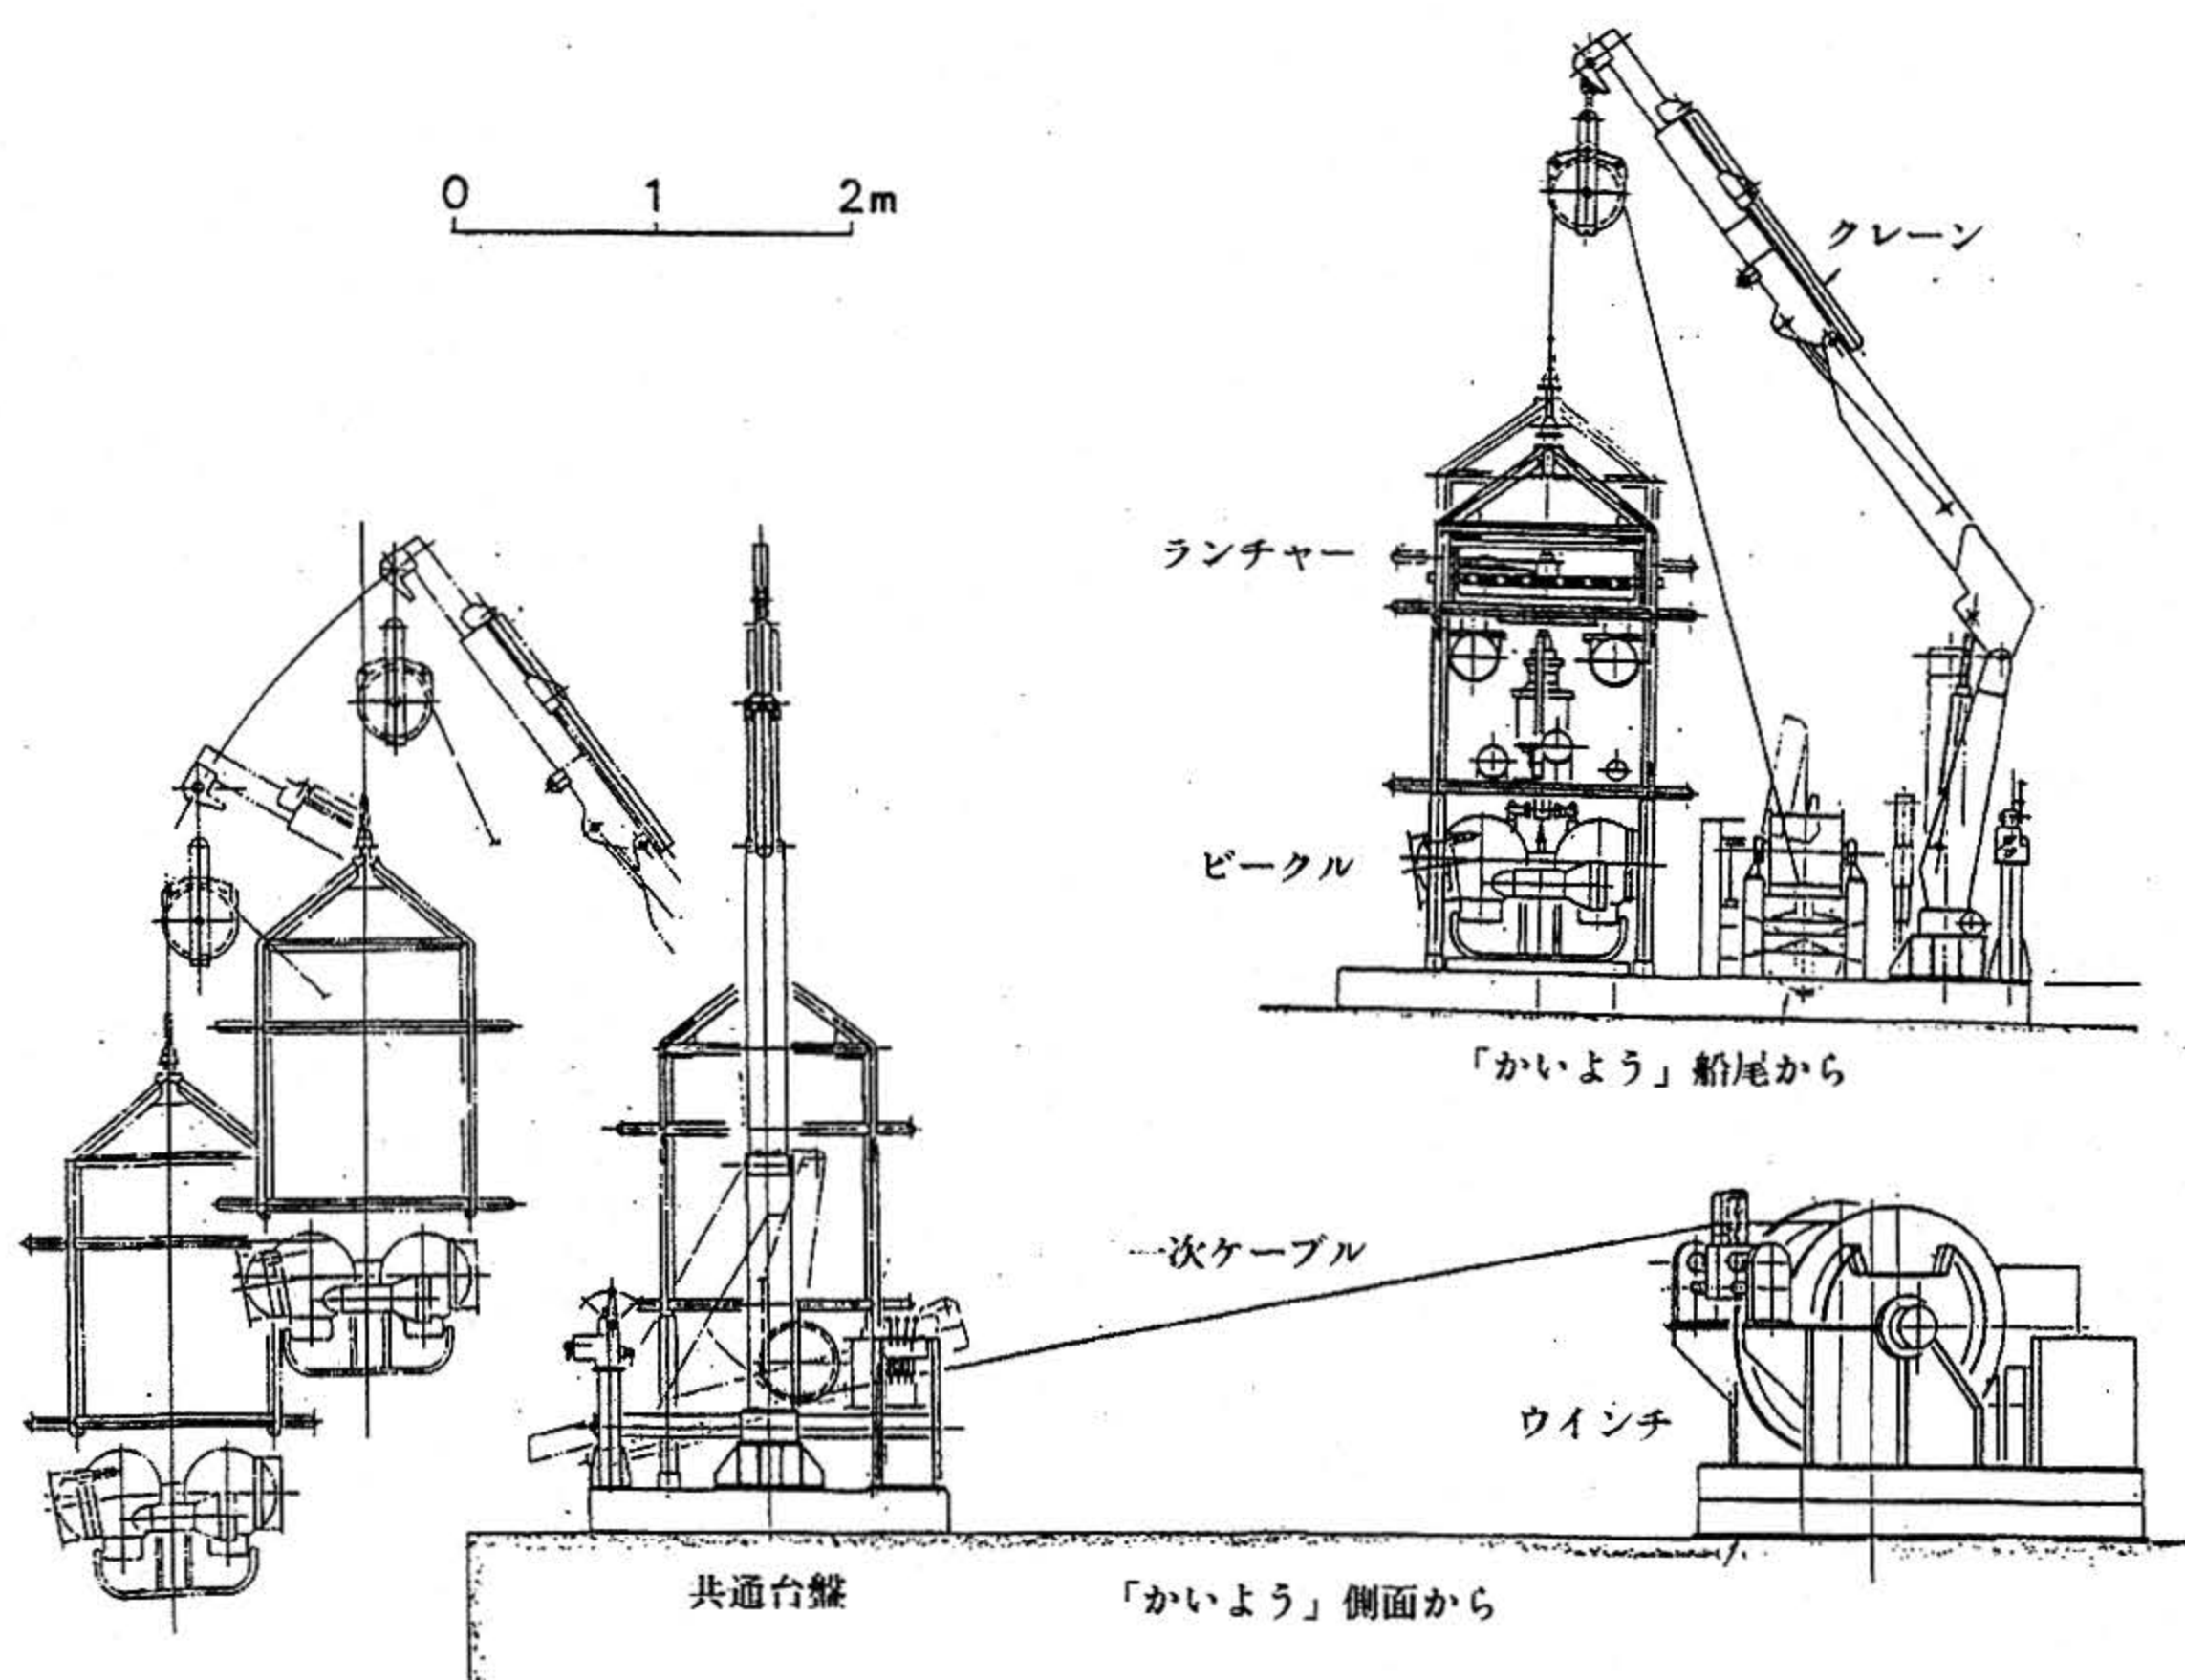 0 1 2m
クレーン
ランチャー
ビークル
「かいよう」船尾から
一次ケーブル
ウインチ
共通台盤
「かいよう」側面から